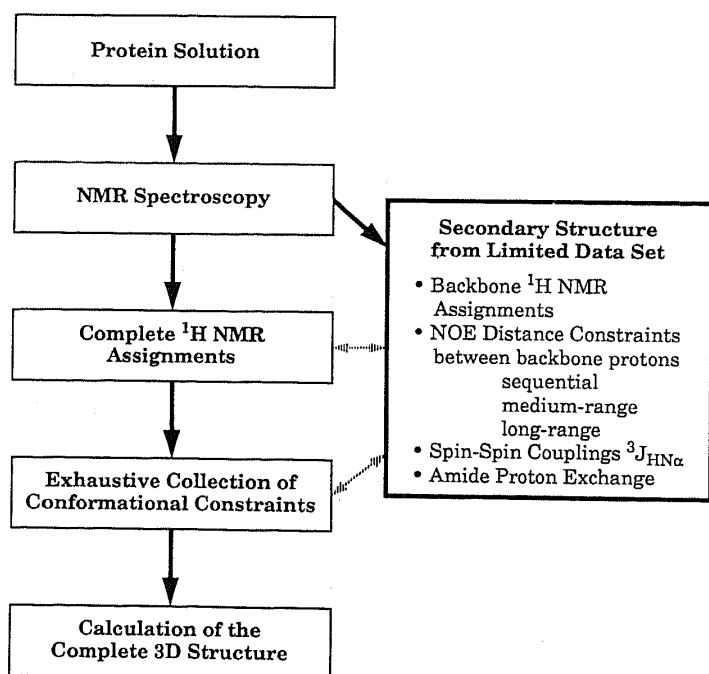 Protein Solution
NMR Spectroscopy
Complete ¹H NMR
Assignments
Exhaustive Collection of
Conformational Constraints
Calculation of the
Complete 3D Structure
Secondary Structure
from Limited Data Set
• Backbone ¹H NMR
Assignments
• NOE Distance Constraints
between backbone protons
sequential
medium-range
long-range
• Spin-Spin Couplings ³J_HNα
• Amide Proton Exchange